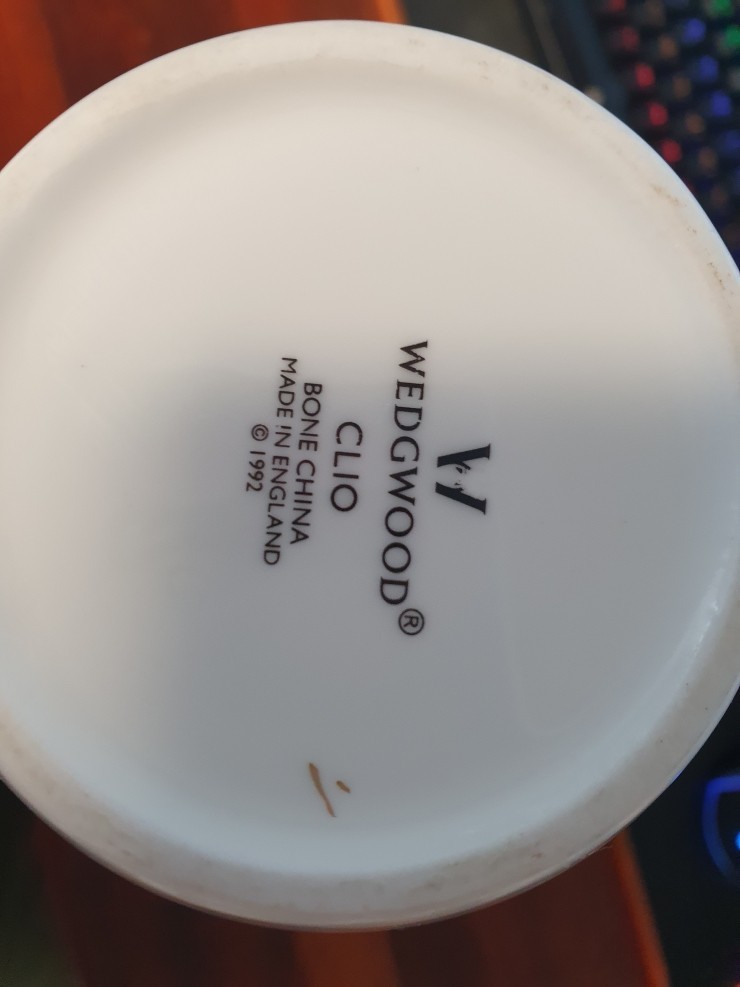 W
WEDGWOOD®
CLIO
BONE CHINA
MADE IN ENGLAND
© 1992